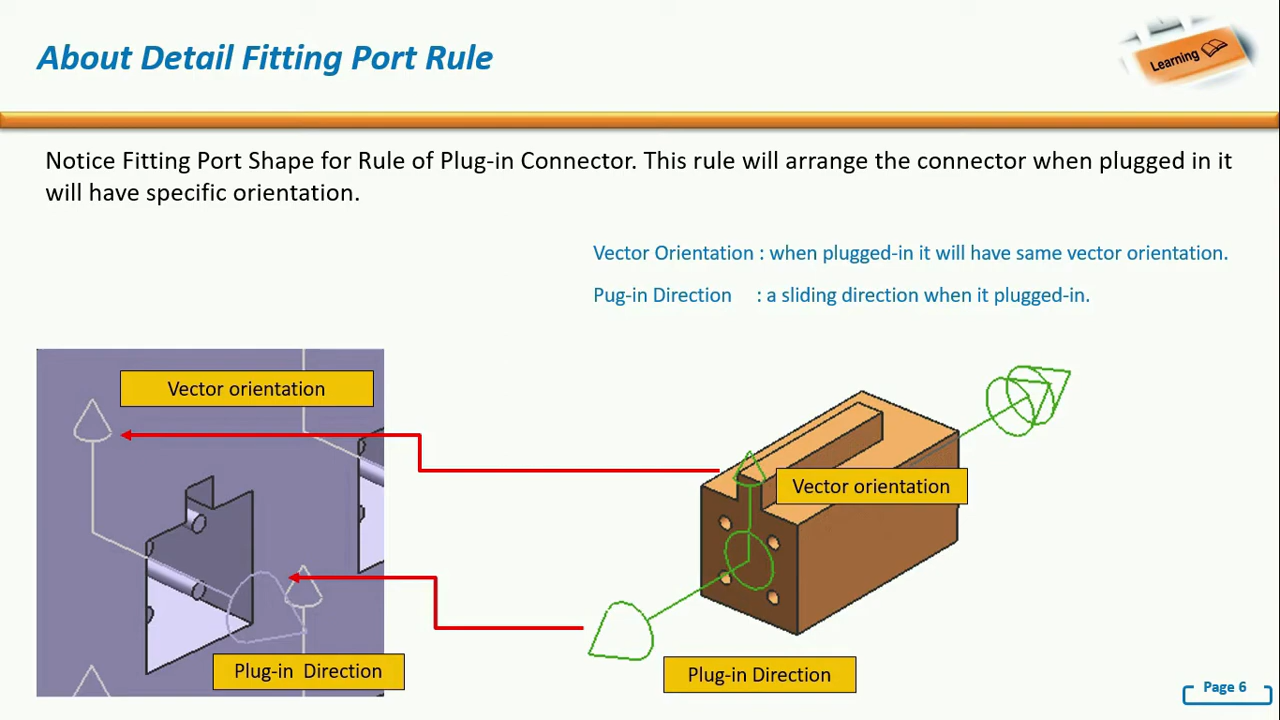 About Detail Fitting Port Rule
Learning
Notice Fitting Port Shape for Rule of Plug-in Connector. This rule will arrange the connector when plugged in it
will have specific orientation.
Vector Orientation : when plugged-in it will have same vector orientation.
Pug-in Direction : a sliding direction when it plugged-in.
Vector orientation
Vector orientation
Plug-in Direction
Plug-in Direction
Page 6